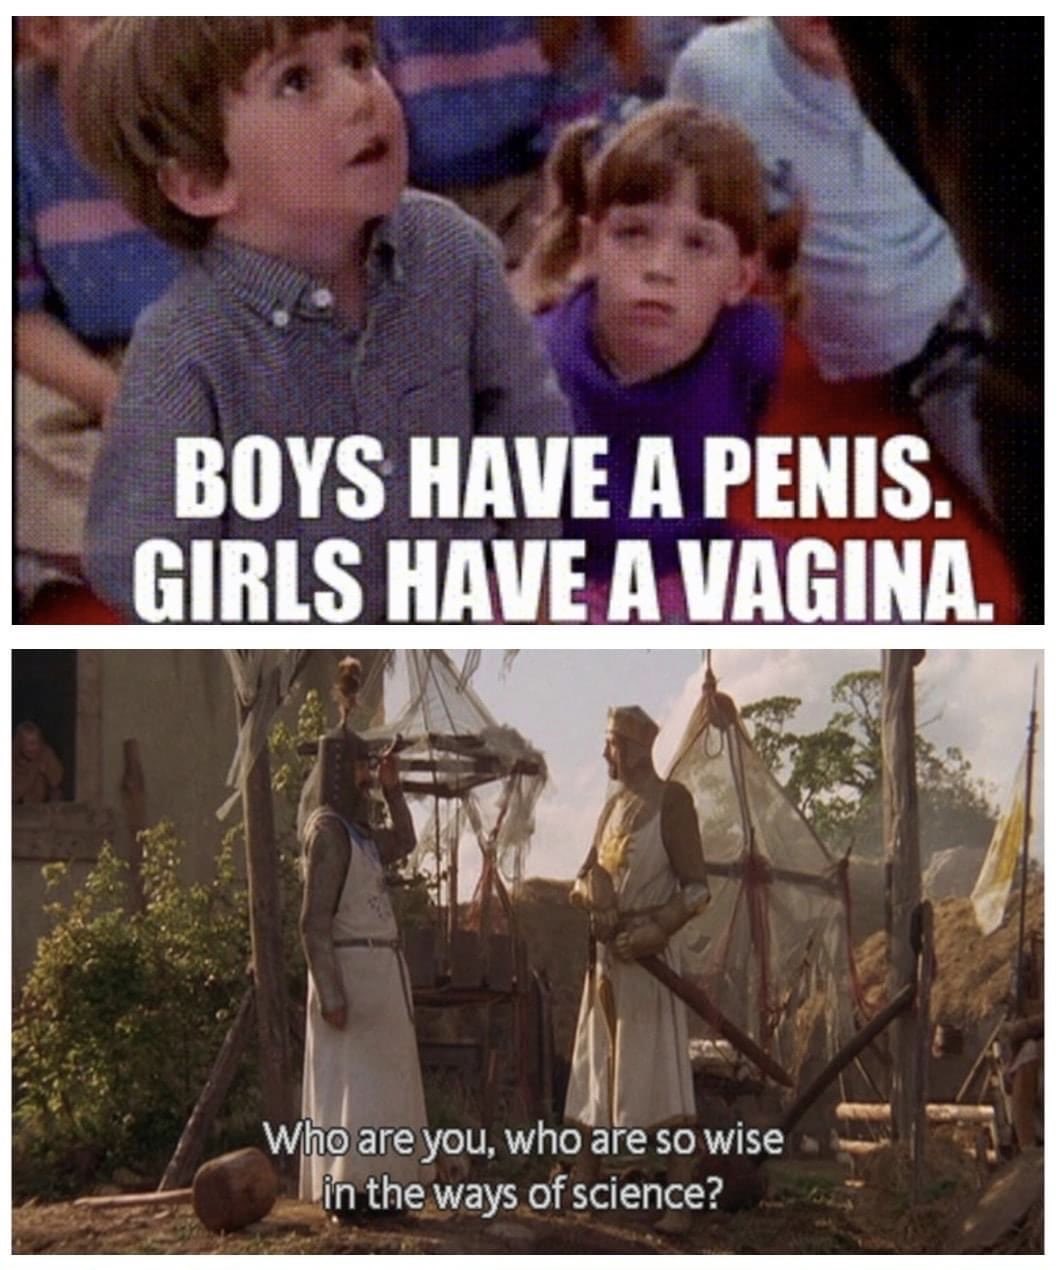 BOYS HAVE A PENIS.
GIRLS HAVE A VAGINA.
Who are you, who are so wise
in the ways of science?